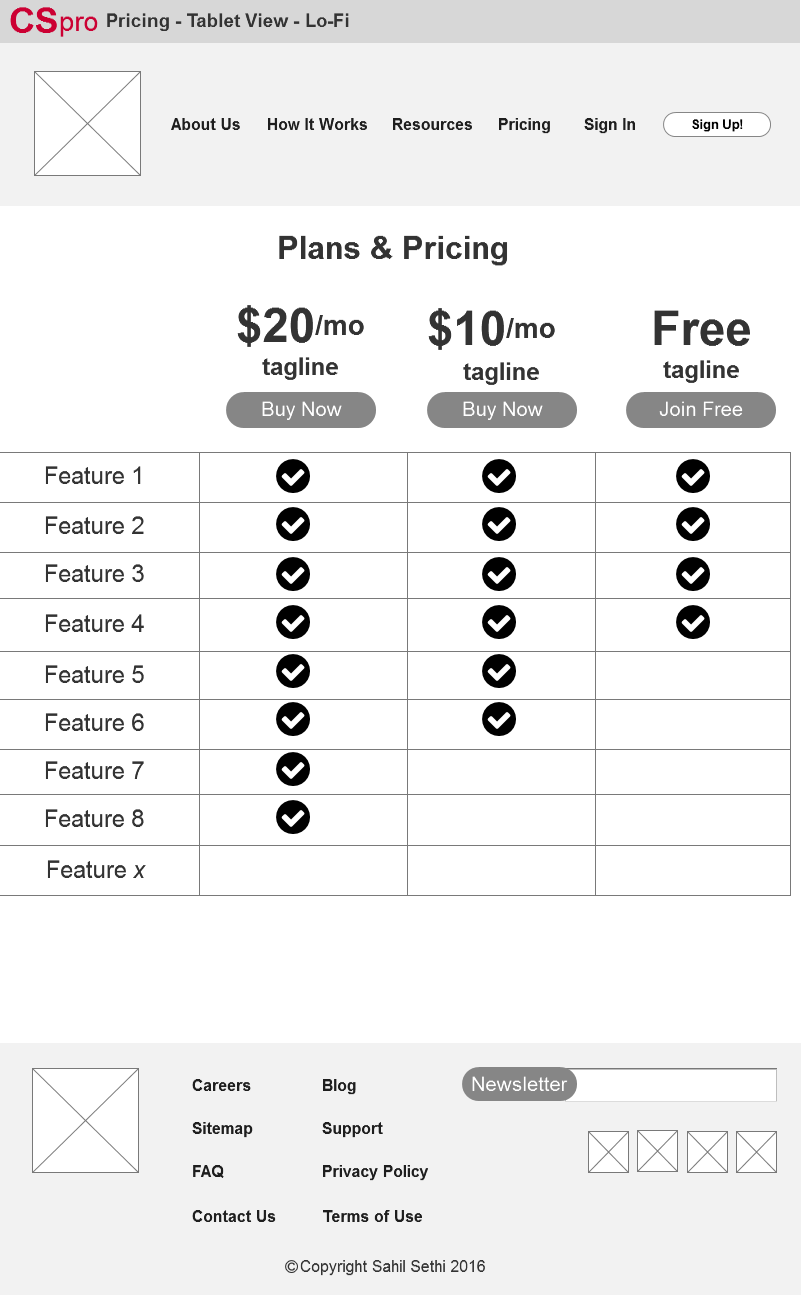 CSpro Pricing - Tablet View - Lo-Fi
About Us How It Works Resources Pricing Sign In Sign Up!
Plans & Pricing
$20/mo $10/mo Free
tagline tagline tagline
Buy Now Buy Now Join Free
Feature 1
Feature 2
Feature 3
Feature 4
Feature 5
Feature 6
Feature 7
Feature 8
Feature x
Careers Blog Newsletter
Sitemap Support
FAQ Privacy Policy
Contact Us Terms of Use
©Copyright Sahil Sethi 2016